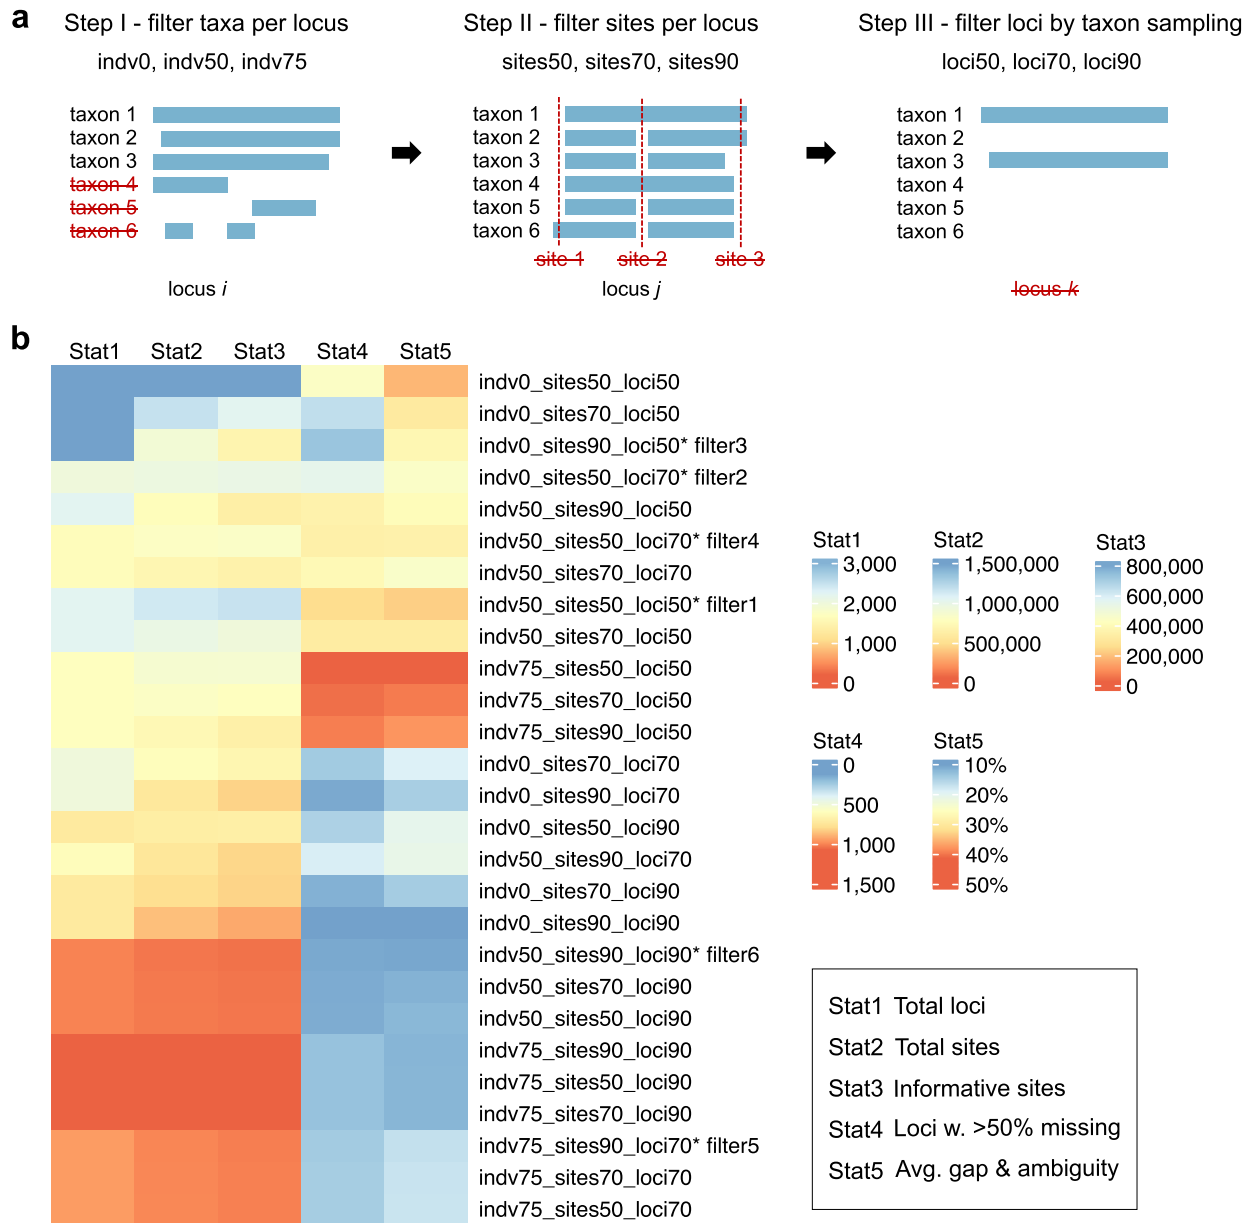 a
Step I - filter taxa per locus
indv0, indv50, indv75
taxon 1
taxon 2
taxon 3
taxon 4
taxon 5
taxon 6
locus i
Step II - filter sites per locus
sites50, sites70, sites90
taxon 1
taxon 2
taxon 3
taxon 4
taxon 5
taxon 6
site 1 site 2 site 3
locus j
Step III - filter loci by taxon sampling
loci50, loci70, loci90
taxon 1
taxon 2
taxon 3
taxon 4
taxon 5
taxon 6
locus k
b
Stat1 Stat2 Stat3 Stat4 Stat5
indv0_sites50_loci50
indv0_sites70_loci50
indv0_sites90_loci50* filter3
indv0_sites50_loci70* filter2
indv50_sites90_loci50
indv50_sites50_loci70* filter4
indv50_sites70_loci70
indv50_sites50_loci50* filter1
indv50_sites70_loci50
indv75_sites50_loci50
indv75_sites70_loci50
indv75_sites90_loci50
indv0_sites70_loci70
indv0_sites90_loci70
indv0_sites50_loci90
indv50_sites90_loci70
indv0_sites70_loci90
indv0_sites90_loci90
indv50_sites90_loci90* filter6
indv50_sites70_loci90
indv50_sites50_loci90
indv75_sites90_loci90
indv75_sites50_loci90
indv75_sites70_loci90
indv75_sites90_loci70* filter5
indv75_sites70_loci70
indv75_sites50_loci70
Stat1
3,000
2,000
1,000
0
Stat2
1,500,000
1,000,000
500,000
0
Stat3
800,000
600,000
400,000
200,000
0
Stat4
0
500
1,000
1,500
Stat5
10%
20%
30%
40%
50%
Stat1 Total loci
Stat2 Total sites
Stat3 Informative sites
Stat4 Loci w. >50% missing
Stat5 Avg. gap & ambiguity